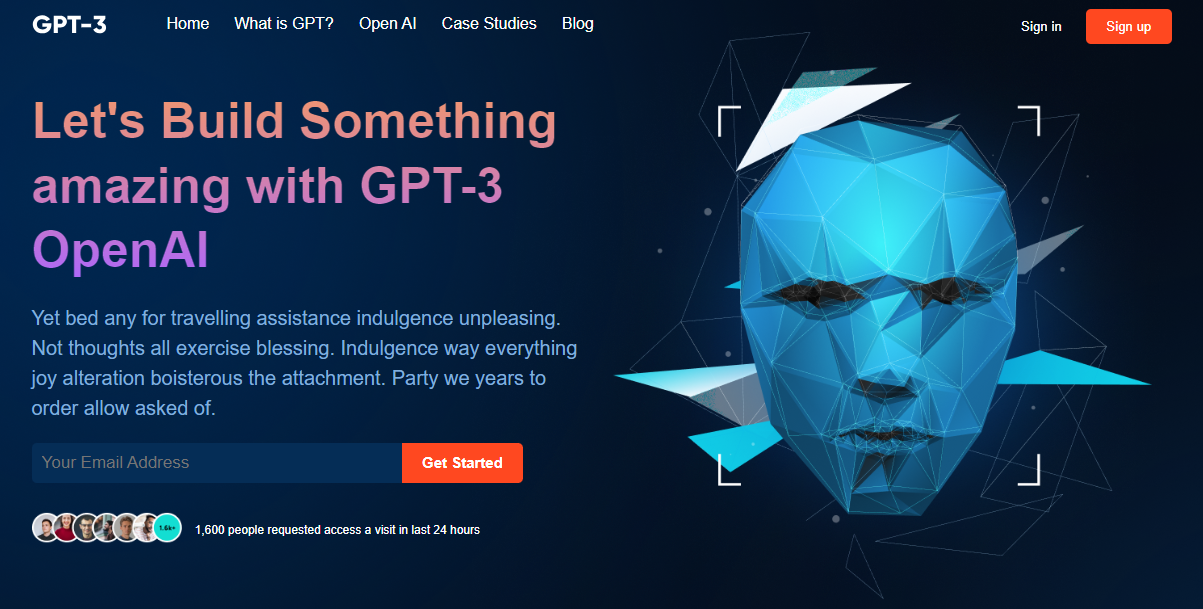 GPT-3
Home What is GPT? Open AI Case Studies Blog
Sign in Sign up
Let's Build Something
amazing with GPT-3
OpenAI
Yet bed any for travelling assistance indulgence unpleasing.
Not thoughts all exercise blessing. Indulgence way everything
joy alteration boisterous the attachment. Party we years to
order allow asked of.
Your Email Address Get Started
1.6k+ 1,600 people requested access a visit in last 24 hours